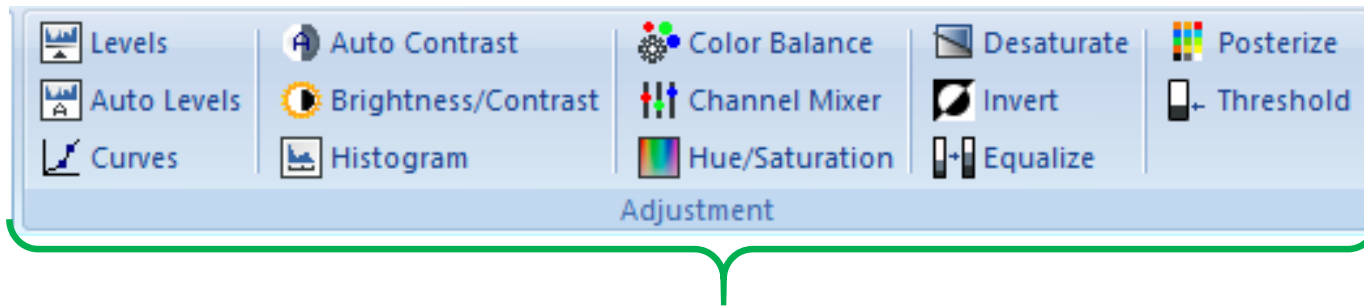 Levels
Auto Levels
Curves
Auto Contrast
Brightness/Contrast
Histogram
Color Balance
Channel Mixer
Hue/Saturation
Desaturate
Invert
Equalize
Posterize
Threshold
Adjustment